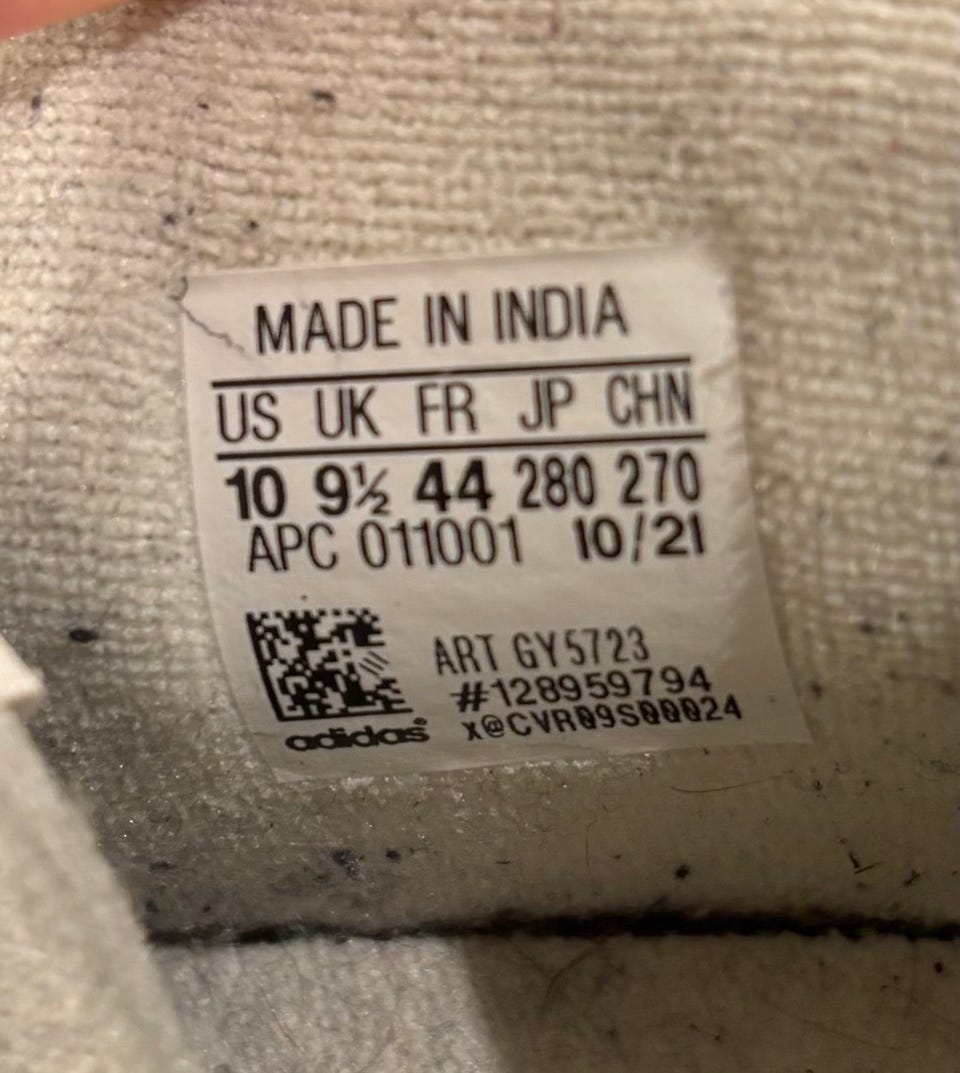 MADE IN INDIA
US UK FR JP CHN
10 9½ 44 280 270
APC 011001 10/21
ART GY5723
#128959794
x@CVR09S00024
adidas®